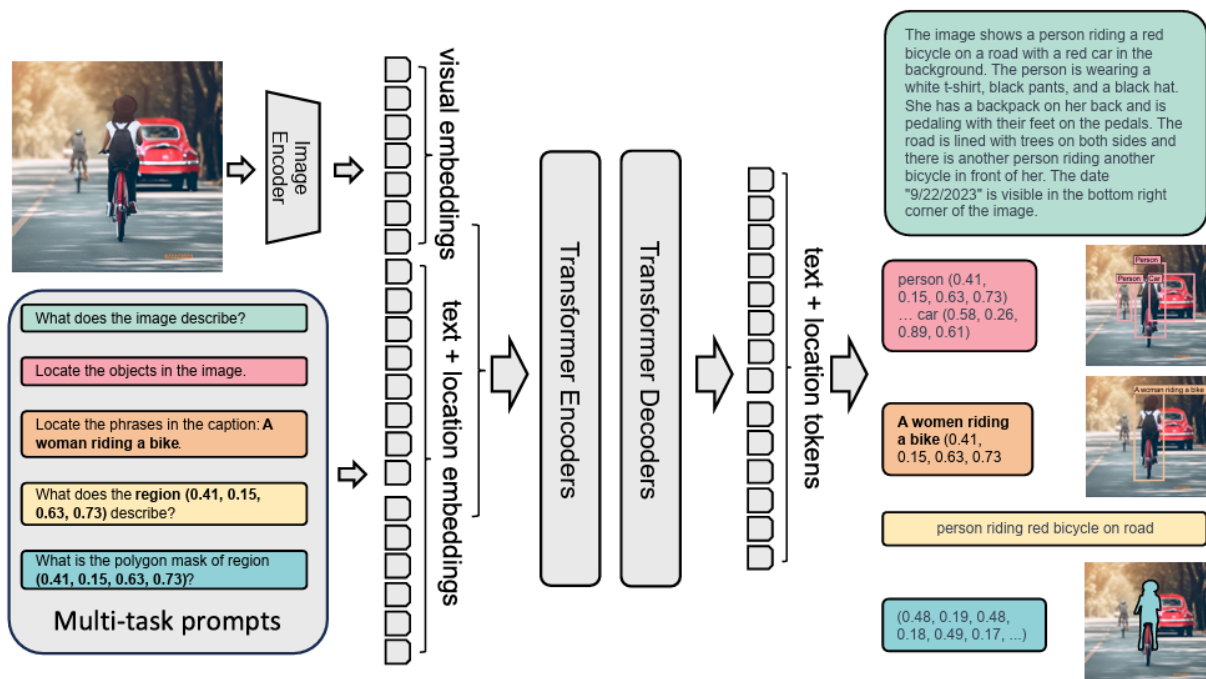 Image
Encoder
visual embeddings
text + location embeddings
Transformer Encoders
Transformer Decoders
text + location tokens
What does the image describe?
Locate the objects in the image.
Locate the phrases in the caption: A
woman riding a bike.
What does the region (0.41, 0.15,
0.63, 0.73) describe?
What is the polygon mask of region
(0.41, 0.15, 0.63, 0.73)?
Multi-task prompts
The image shows a person riding a red
bicycle on a road with a red car in the
background. The person is wearing a
white t-shirt, black pants, and a black hat.
She has a backpack on her back and is
pedaling with their feet on the pedals. The
road is lined with trees on both sides and
there is another person riding another
bicycle in front of her. The date
"9/22/2023" is visible in the bottom right
corner of the image.
person (0.41,
0.15, 0.63, 0.73)
… car (0.58, 0.26,
0.89, 0.61)
Person
Person
Car
A women riding
a bike (0.41,
0.15, 0.63, 0.73
A woman riding a bike
person riding red bicycle on road
(0.48, 0.19, 0.48,
0.18, 0.49, 0.17, ...)